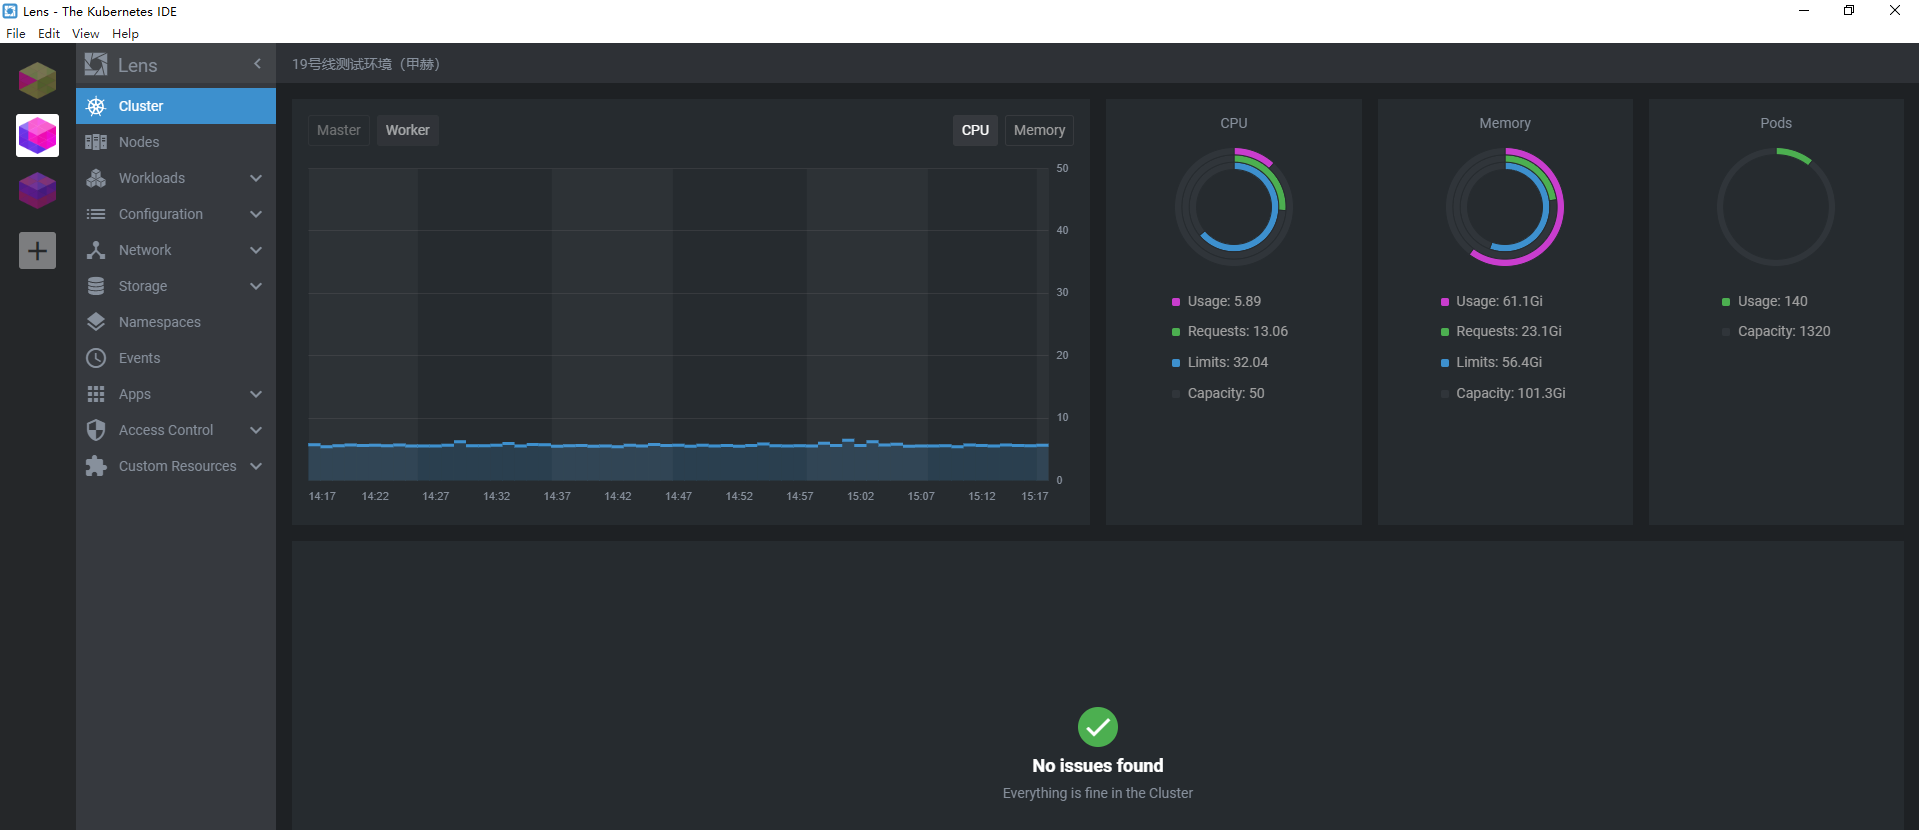 Lens - The Kubernetes IDE
File Edit View Help
Lens
19号线测试环境（甲赫）
Cluster
Nodes
Workloads
Configuration
Network
Storage
Namespaces
Events
Apps
Access Control
Custom Resources
Master Worker CPU Memory
50
40
30
20
10
0
14:17 14:22 14:27 14:32 14:37 14:42 14:47 14:52 14:57 15:02 15:07 15:12 15:17
CPU
Usage: 5.89
Requests: 13.06
Limits: 32.04
Capacity: 50
Memory
Usage: 61.1Gi
Requests: 23.1Gi
Limits: 56.4Gi
Capacity: 101.3Gi
Pods
Usage: 140
Capacity: 1320
No issues found
Everything is fine in the Cluster